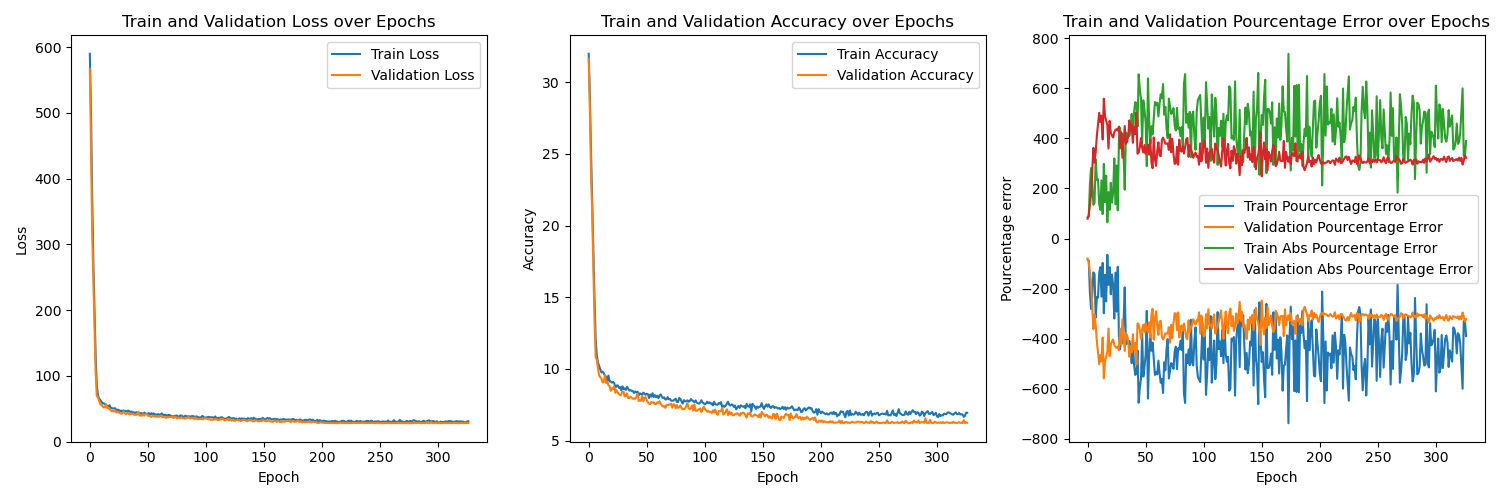 Train and Validation Loss over Epochs
600
500
400
300
200
100
0
Loss
Train Loss
Validation Loss
0 50 100 150 200 250 300
Epoch
Train and Validation Accuracy over Epochs
30
25
20
15
10
5
Accuracy
Train Accuracy
Validation Accuracy
0 50 100 150 200 250 300
Epoch
Train and Validation Pourcentage Error over Epochs
800
600
400
200
0
−200
−400
−600
−800
Pourcentage error
Train Pourcentage Error
Validation Pourcentage Error
Train Abs Pourcentage Error
Validation Abs Pourcentage Error
0 50 100 150 200 250 300
Epoch